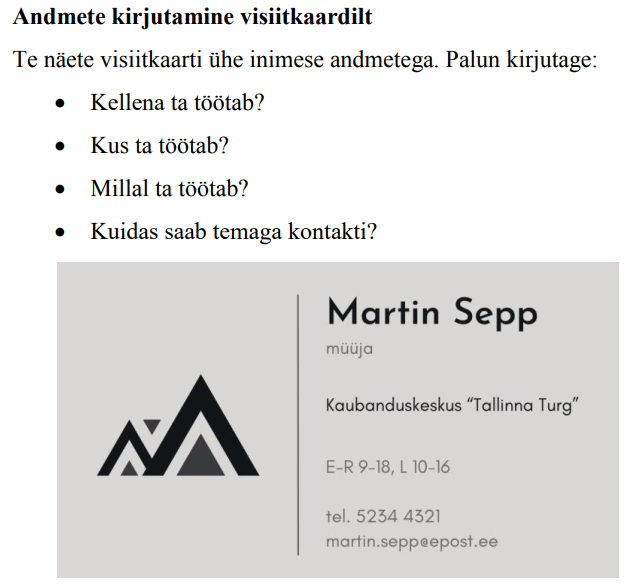 Andmete kirjutamine visiitkaardilt
Te näete visiitkaarti ühe inimese andmetega. Palun kirjutage:
• Kellena ta töötab?
• Kus ta töötab?
• Millal ta töötab?
• Kuidas saab temaga kontakti?
Martin Sepp
müüja
Kaubanduskeskus “Tallinna Turg”
E-R 9-18, L 10-16
tel. 5234 4321
martin.sepp@epost.ee